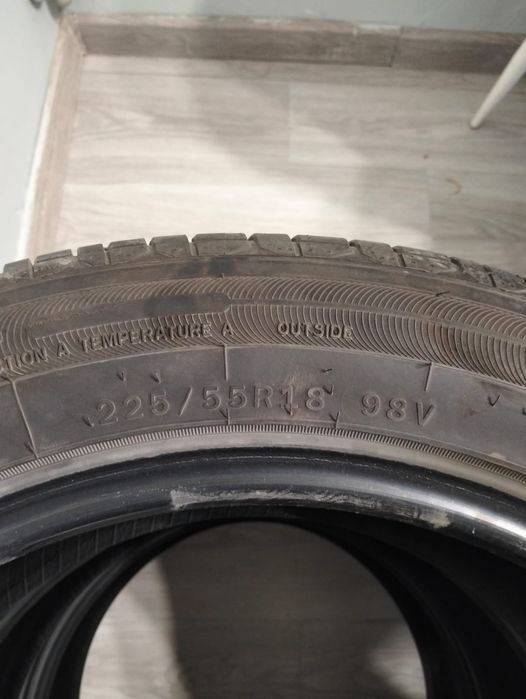 TION A TEMPERATURE A OUTSIDE
225/55R18 98V